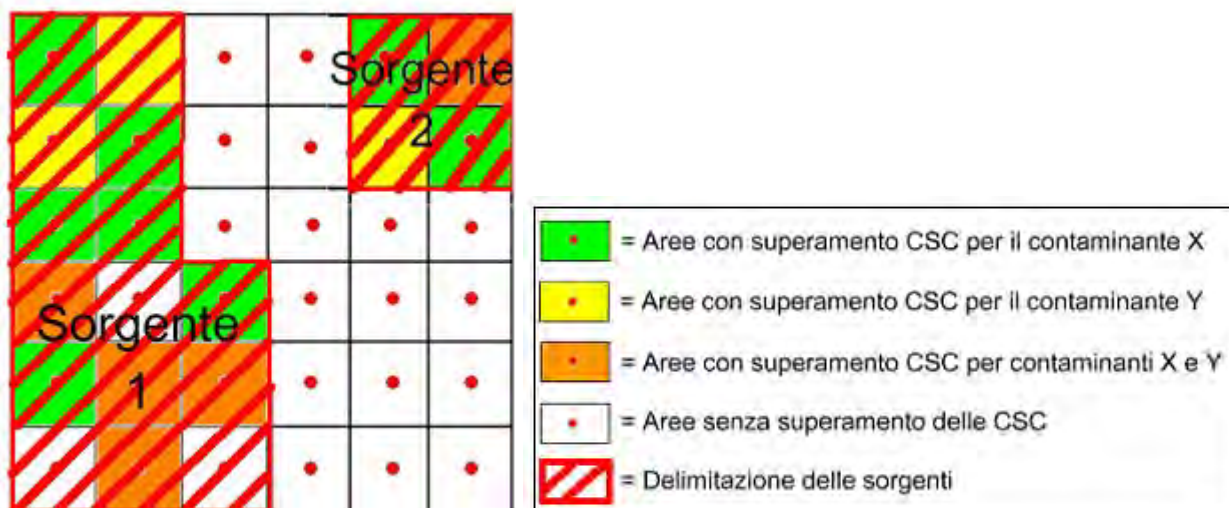 Sorgente
2
Sorgente
1
= Aree con superamento CSC per il contaminante X
= Aree con superamento CSC per il contaminante Y
= Aree con superamento CSC per contaminanti X e Y
= Aree senza superamento delle CSC
= Delimitazione delle sorgenti